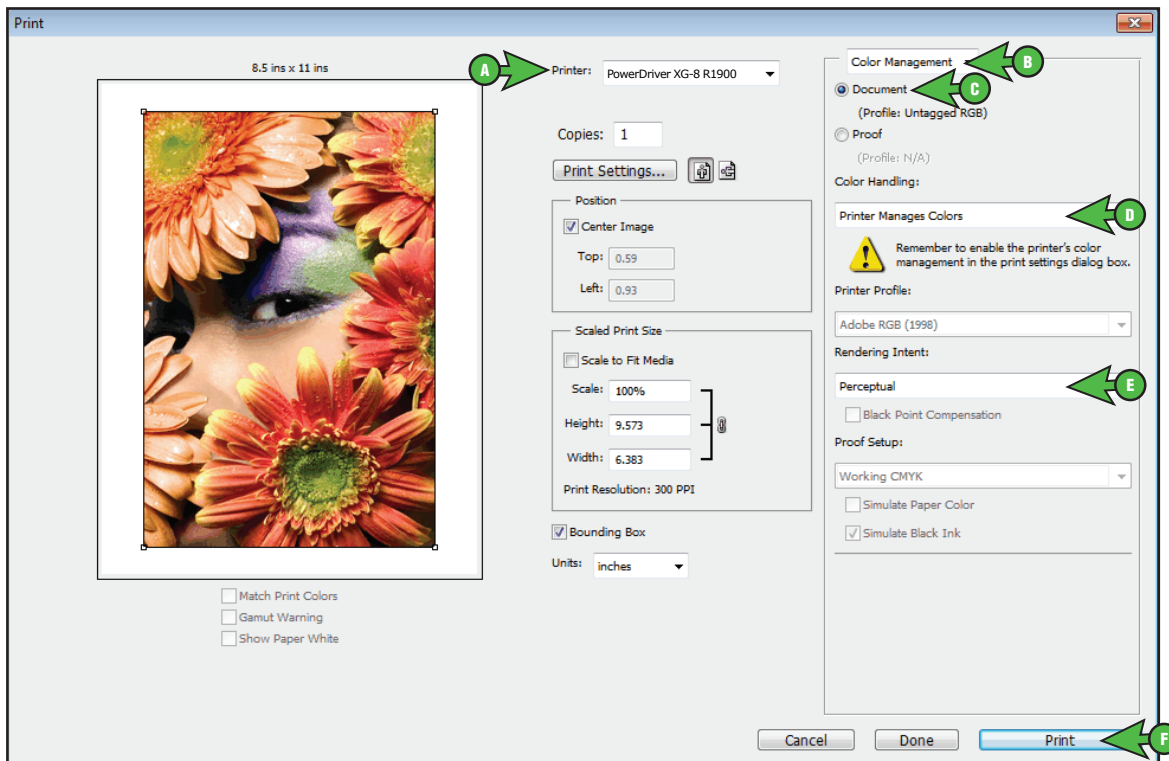 Print
8.5 ins x 11 ins
Match Print Colors
Gamut Warning
Show Paper White
A
Printer: PowerDriver XG-8 R1900
Copies: 1
Print Settings...
Position
Center Image
Top: 0.59
Left: 0.93
Scaled Print Size
Scale to Fit Media
Scale: 100%
Height: 9.573
Width: 6.383
Print Resolution: 300 PPI
Bounding Box
Units: inches
Color Management B
Document C
(Profile: Untagged RGB)
Proof
(Profile: N/A)
Color Handling:
Printer Manages Colors D
Remember to enable the printer's color
management in the print settings dialog box.
Printer Profile:
Adobe RGB (1998)
Rendering Intent:
Perceptual E
Black Point Compensation
Proof Setup:
Working CMYK
Simulate Paper Color
Simulate Black Ink
Cancel Done Print F